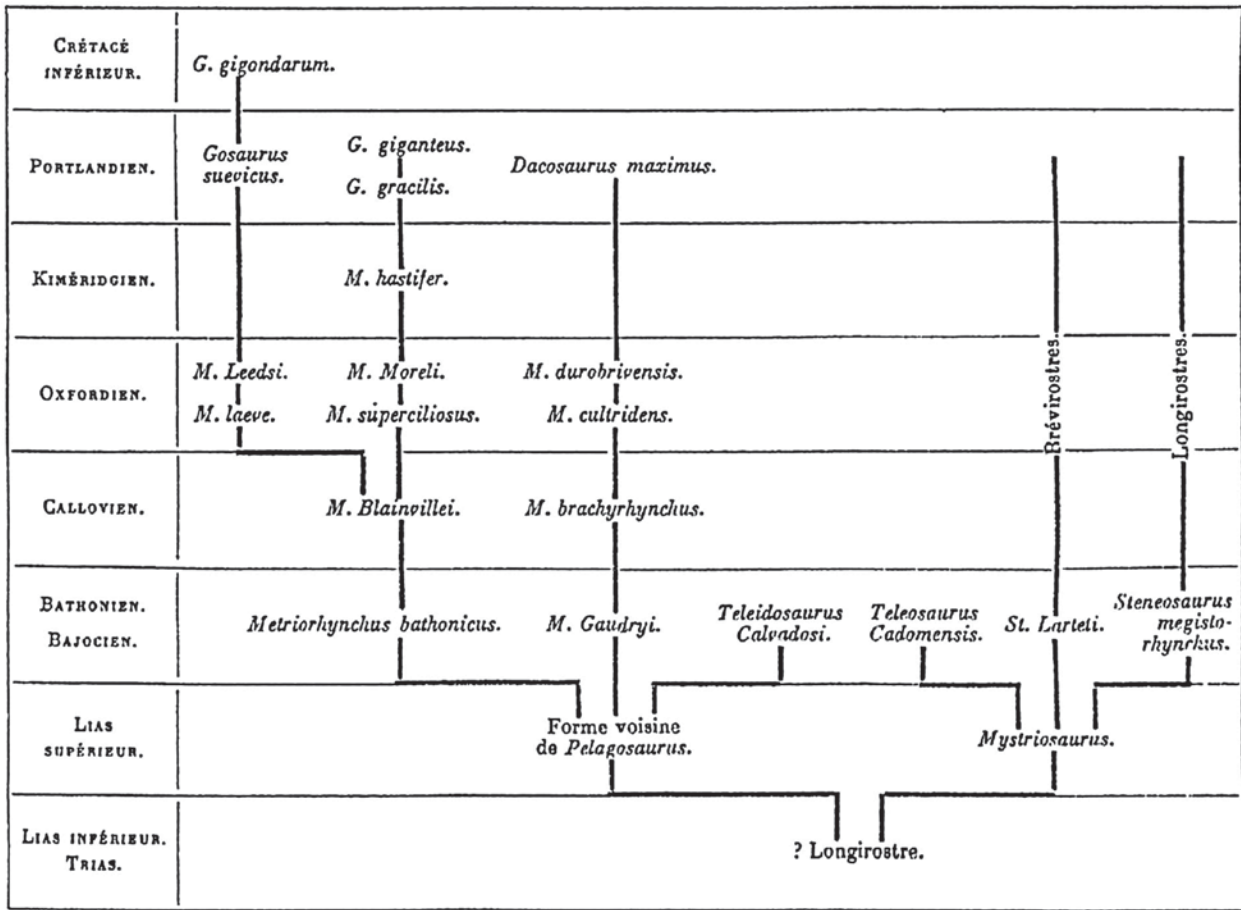 CRÉTACÉ
INFÉRIEUR.
G. gigondarum.
PORTLANDIEN.
Gosaurus
suevicus.
G. giganteus.
G. gracilis.
Dacosaurus maximus.
KIMÉRIDGIEN.
M. hastifer.
OXFORDIEN.
M. Leedsi.
M. Moreli.
M. durobrivensis.
M. laeve.
M. súperciliosus.
M. cultridens.
Brévirostres.
Longirostres.
CALLOVIEN.
M. Blainvillei.
M. brachyrhynchus.
BATHONIEN.
BAJOCIEN.
Metriorhynchus bathonicus.
M. Gaudryi.
Teleidosaurus
Calvadosi.
Teleosaurus
Cadomensis.
St. Larteti.
Steneosaurus
megisto-
rhynchus.
LIAS
SUPÉRIEUR.
Forme voisine
de Pelagosaurus.
Mystriosaurus.
LIAS INFÉRIEUR.
TRIAS.
? Longirostre.